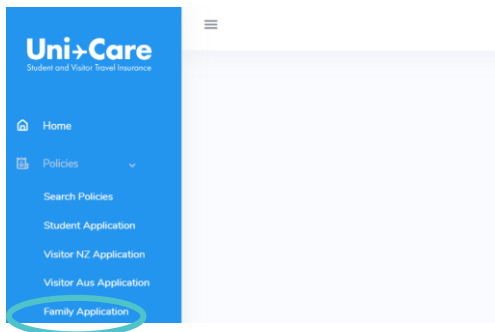 Uni→Care
Student and Visitor Travel Insurance
Home
Policies
Search Policies
Student Application
Visitor NZ Application
Visitor Aus Application
Family Application